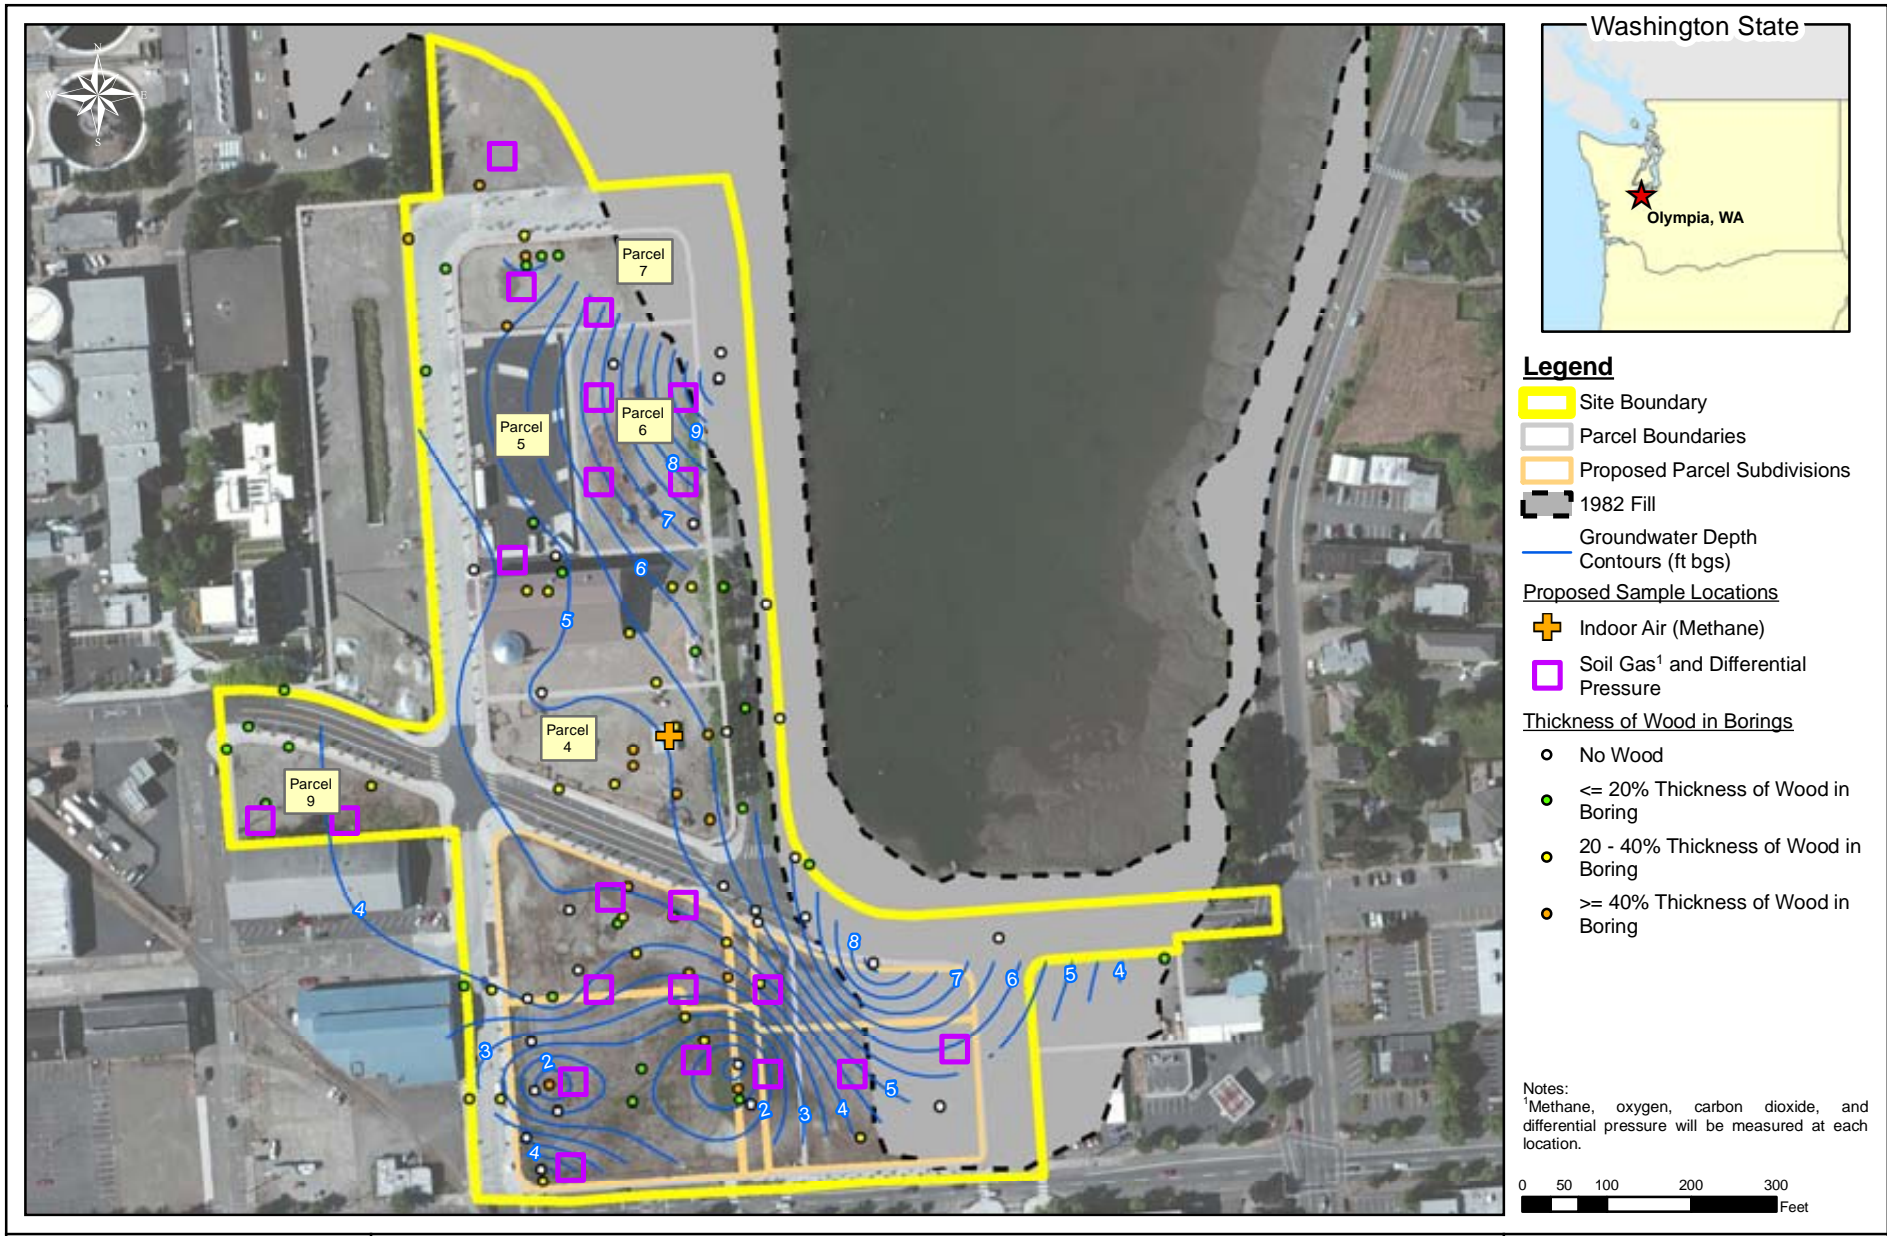 N
W
E
S
Parcel
7
Parcel
5
Parcel
6
9
8
7
6
5
Parcel
4
Parcel
9
4
8
7
6
5
4
3
2
5
4
3
2
4
Washington State
Olympia, WA
Legend
Site Boundary
Parcel Boundaries
Proposed Parcel Subdivisions
1982 Fill
Groundwater Depth
Contours (ft bgs)
Proposed Sample Locations
Indoor Air (Methane)
Soil Gas¹ and Differential
Pressure
Thickness of Wood in Borings
No Wood
<= 20% Thickness of Wood in
Boring
20 - 40% Thickness of Wood in
Boring
>= 40% Thickness of Wood in
Boring
Notes:
¹Methane, oxygen, carbon dioxide, and
differential pressure will be measured at each
location.
0 50 100 200 300
Feet